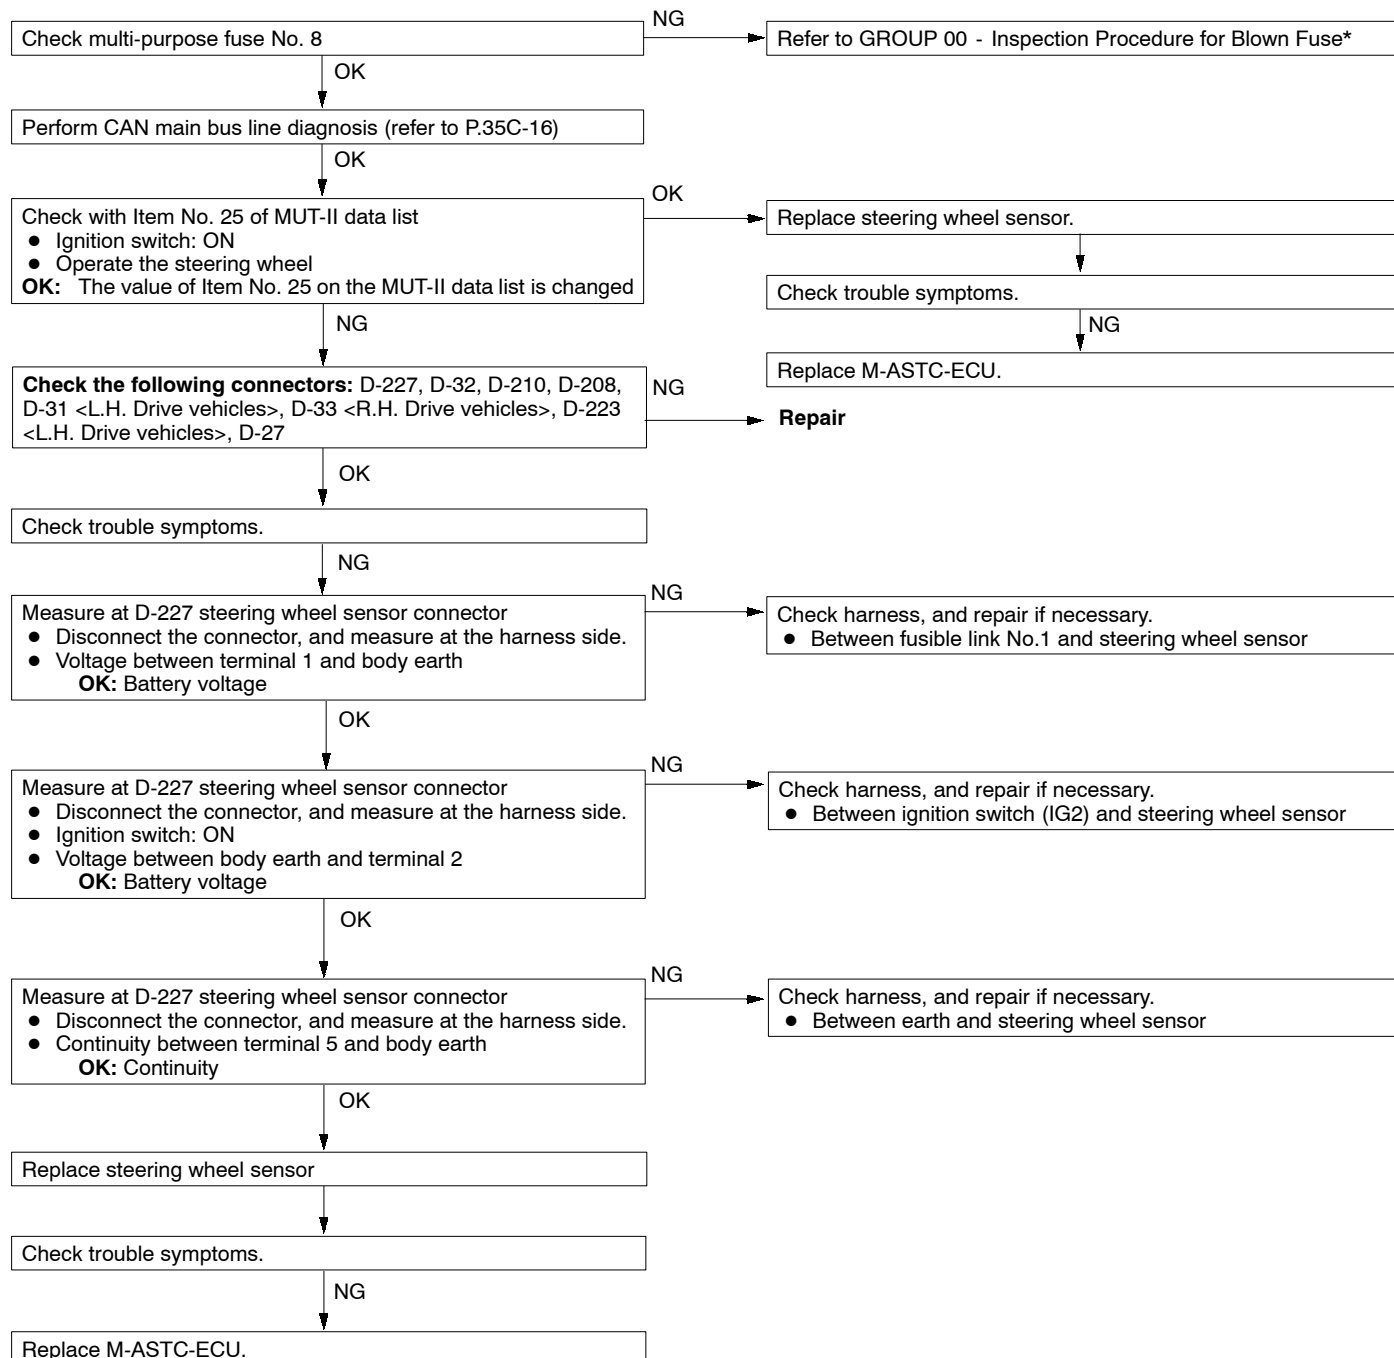 Check multi-purpose fuse No. 8
NG
Refer to GROUP 00 - Inspection Procedure for Blown Fuse*
OK
Perform CAN main bus line diagnosis (refer to P.35C-16)
OK
Check with Item No. 25 of MUT-II data list
● Ignition switch: ON
● Operate the steering wheel
OK: The value of Item No. 25 on the MUT-II data list is changed
OK
Replace steering wheel sensor.
Check trouble symptoms.
NG
Replace M-ASTC-ECU.
NG
Check the following connectors: D-227, D-32, D-210, D-208,
D-31 <L.H. Drive vehicles>, D-33 <R.H. Drive vehicles>, D-223
<L.H. Drive vehicles>, D-27
NG
Repair
OK
Check trouble symptoms.
NG
Measure at D-227 steering wheel sensor connector
● Disconnect the connector, and measure at the harness side.
● Voltage between terminal 1 and body earth
OK: Battery voltage
NG
Check harness, and repair if necessary.
● Between fusible link No.1 and steering wheel sensor
OK
Measure at D-227 steering wheel sensor connector
● Disconnect the connector, and measure at the harness side.
● Ignition switch: ON
● Voltage between body earth and terminal 2
OK: Battery voltage
NG
Check harness, and repair if necessary.
● Between ignition switch (IG2) and steering wheel sensor
OK
Measure at D-227 steering wheel sensor connector
● Disconnect the connector, and measure at the harness side.
● Continuity between terminal 5 and body earth
OK: Continuity
NG
Check harness, and repair if necessary.
● Between earth and steering wheel sensor
OK
Replace steering wheel sensor
Check trouble symptoms.
NG
Replace M-ASTC-ECU.